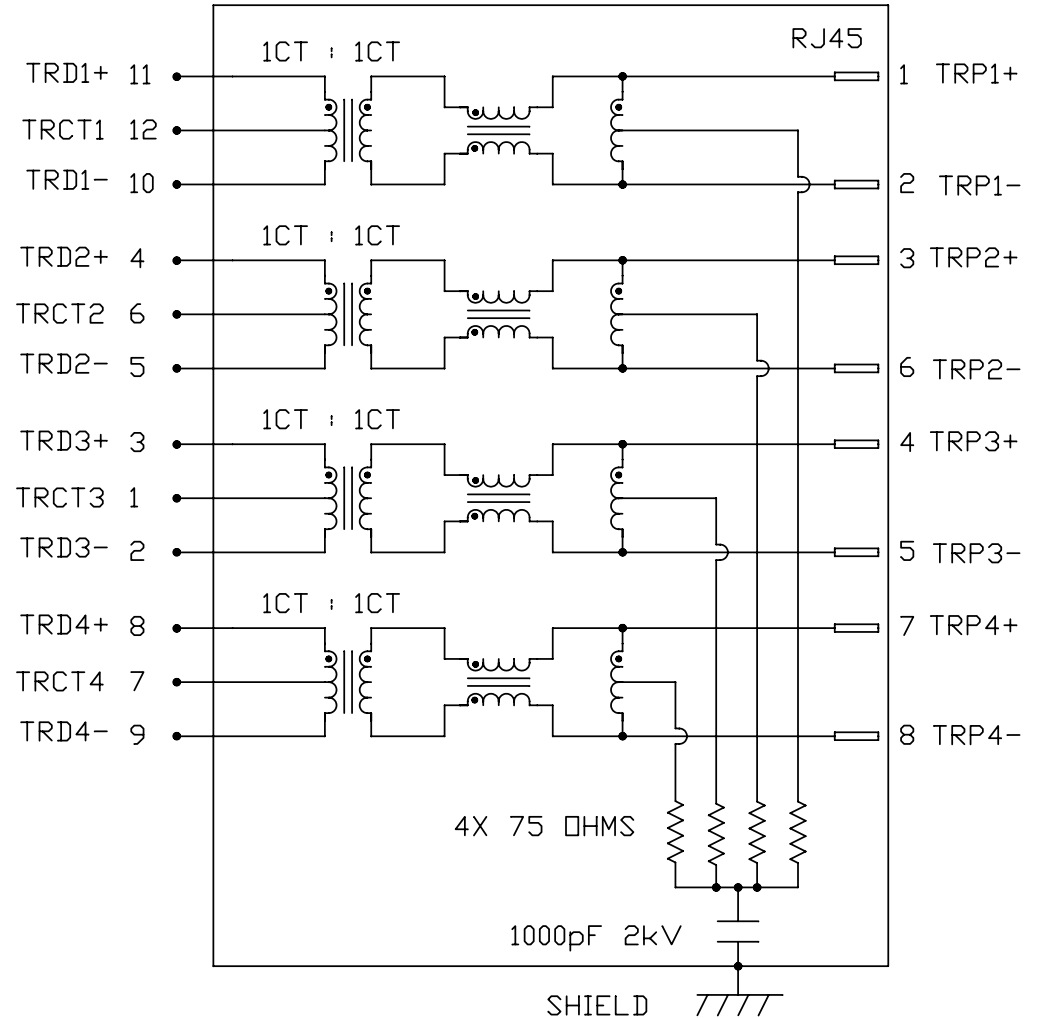 RJ45
1CT : 1CT
TRD1+ 11
1 TRP1+
TRCT1 12
TRD1- 10
2 TRP1-
1CT : 1CT
TRD2+ 4
3 TRP2+
TRCT2 6
TRD2- 5
6 TRP2-
1CT : 1CT
TRD3+ 3
4 TRP3+
TRCT3 1
TRD3- 2
5 TRP3-
1CT : 1CT
TRD4+ 8
7 TRP4+
TRCT4 7
TRD4- 9
8 TRP4-
4X 75 OHMS
1000pF 2kV
SHIELD